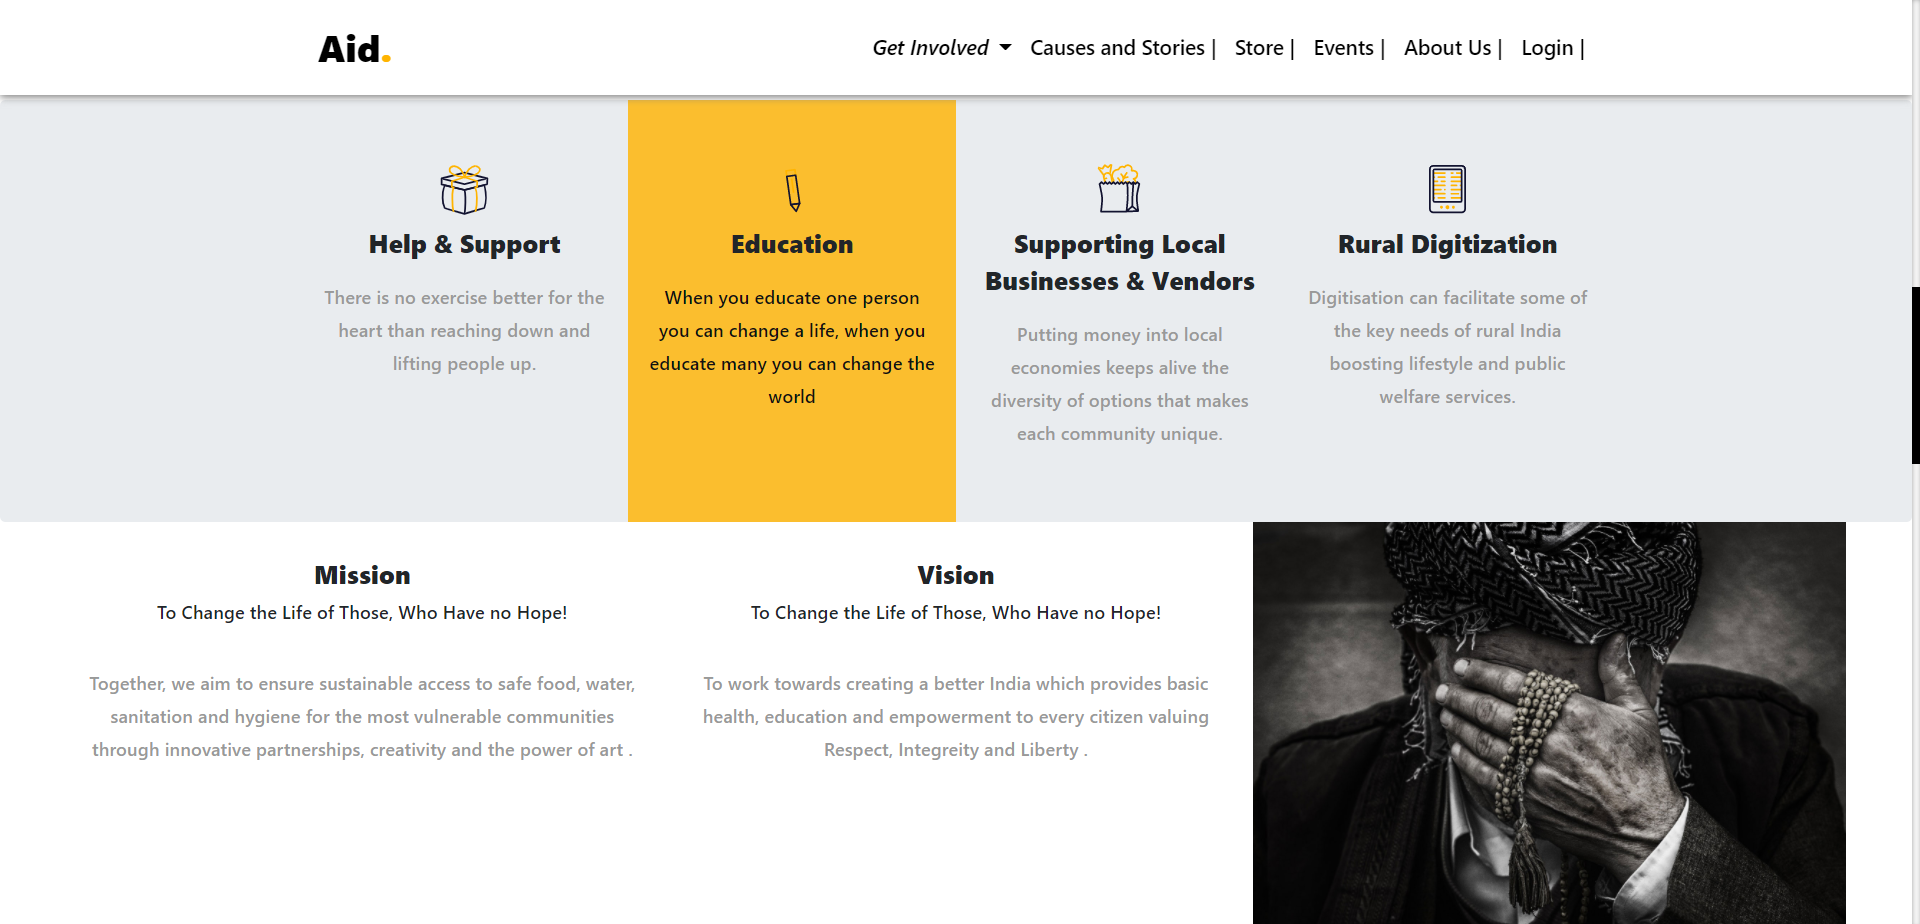 Aid.
Get Involved
Causes and Stories |
Store |
Events |
About Us |
Login |
Help & Support
There is no exercise better for the
heart than reaching down and
lifting people up.
Education
When you educate one person
you can change a life, when you
educate many you can change the
world
Supporting Local
Businesses & Vendors
Putting money into local
economies keeps alive the
diversity of options that makes
each community unique.
Rural Digitization
Digitisation can facilitate some of
the key needs of rural India
boosting lifestyle and public
welfare services.
Mission
To Change the Life of Those, Who Have no Hope!
Together, we aim to ensure sustainable access to safe food, water,
sanitation and hygiene for the most vulnerable communities
through innovative partnerships, creativity and the power of art .
Vision
To Change the Life of Those, Who Have no Hope!
To work towards creating a better India which provides basic
health, education and empowerment to every citizen valuing
Respect, Integreity and Liberty .